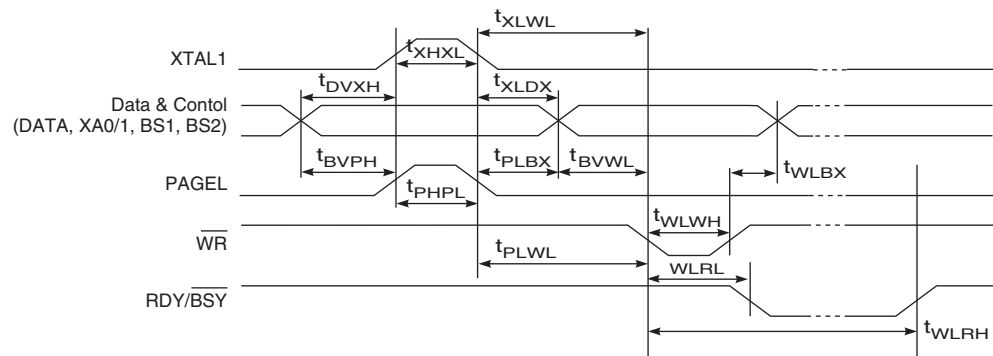 tXLWL
XTAL1
tXHXL
tDVXH
tXLDX
Data & Contol
(DATA, XA0/1, BS1, BS2)
tBVPH
tPLBX
tBVWL
tWLBX
PAGEL
tPHPL
tWLWH
WR
tPLWL
WLRL
RDY/BSY
tWLRH